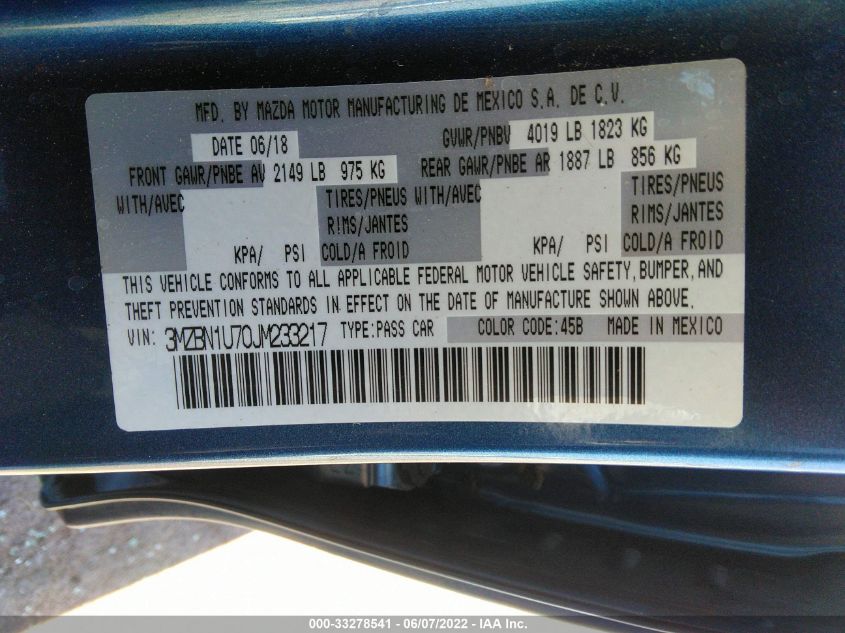 MFD. BY MAZDA MOTOR MANUFACTURING DE MEXICO S.A. DE C.V.
DATE 06/18 GVWR/PNBV 4019 LB 1823 KG
FRONT GAWR/PNBE AV 2149 LB 975 KG REAR GAWR/PNBE AR 1887 LB 856 KG
WITH/AVEC TIRES/PNEUS WITH/AVEC TIRES/PNEUS
RIMS/JANTES RIMS/JANTES
KPA/ PSI COLD/A FROID KPA/ PSI COLD/A FROID
THIS VEHICLE CONFORMS TO ALL APPLICABLE FEDERAL MOTOR VEHICLE SAFETY, BUMPER, AND
THEFT PREVENTION STANDARDS IN EFFECT ON THE DATE OF MANUFACTURE SHOWN ABOVE.
VIN: 3MZBN1U70JM233217 TYPE:PASS CAR COLOR CODE:45B MADE IN MEXICO
000-33278541 - 06/07/2022 - IAA Inc.